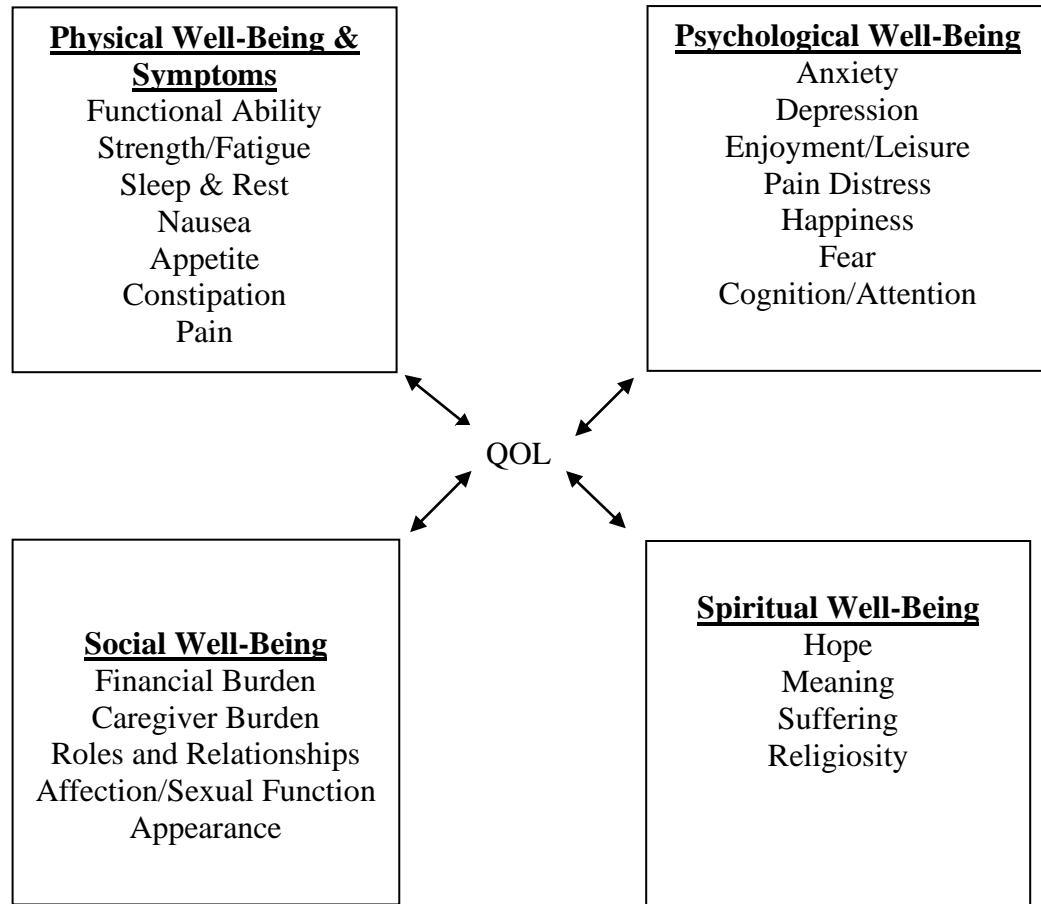 Physical Well-Being &
Symptoms
Functional Ability
Strength/Fatigue
Sleep & Rest
Nausea
Appetite
Constipation
Pain
Psychological Well-Being
Anxiety
Depression
Enjoyment/Leisure
Pain Distress
Happiness
Fear
Cognition/Attention
QOL
Social Well-Being
Financial Burden
Caregiver Burden
Roles and Relationships
Affection/Sexual Function
Appearance
Spiritual Well-Being
Hope
Meaning
Suffering
Religiosity